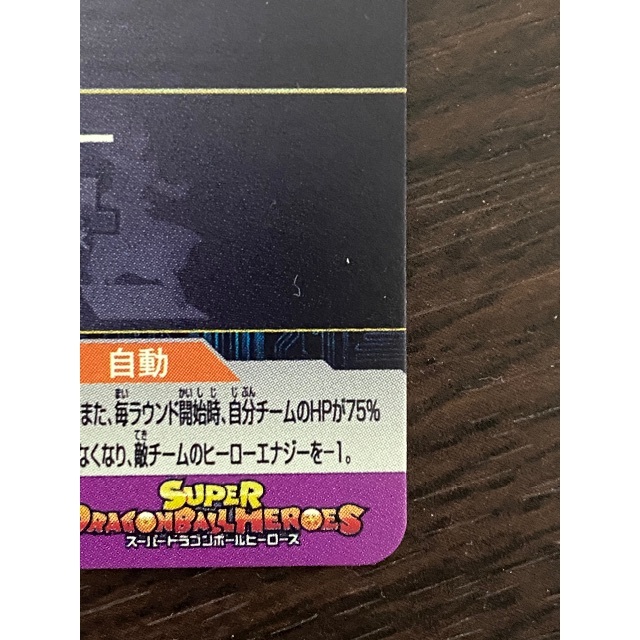 自動
また、毎ラウンド開始時、自分チームのHPが75%
なくなり、敵チームのヒーローエナジーを-1。
SUPER
DRAGONBALL HEROES
スーパードラゴンボールヒーローズ